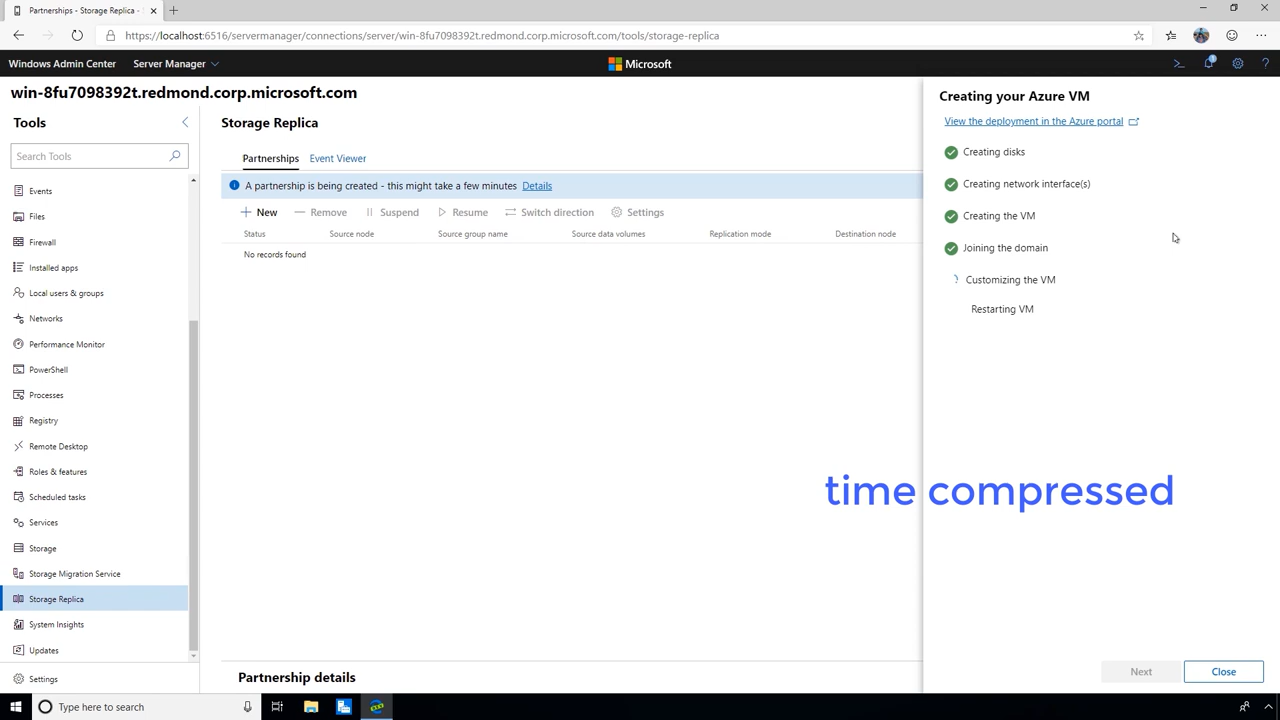 Partnerships - Storage Replica
https://localhost:6516/servermanager/connections/server/win-8fu7098392t.redmond.corp.microsoft.com/tools/storage-replica
Windows Admin Center Server Manager Microsoft
win-8fu7098392t.redmond.corp.microsoft.com
Tools
Search Tools
Events
Files
Firewall
Installed apps
Local users & groups
Networks
Performance Monitor
PowerShell
Processes
Registry
Remote Desktop
Roles & features
Scheduled tasks
Services
Storage
Storage Migration Service
Storage Replica
System Insights
Updates
Settings
Storage Replica
Partnerships Event Viewer
A partnership is being created - this might take a few minutes Details
New Remove Suspend Resume Switch direction Settings
Status Source node Source group name Source data volumes Replication mode Destination node
No records found
Partnership details
Creating your Azure VM
View the deployment in the Azure portal
Creating disks
Creating network interface(s)
Creating the VM
Joining the domain
Customizing the VM
Restarting VM
time compressed
Next Close
Type here to search